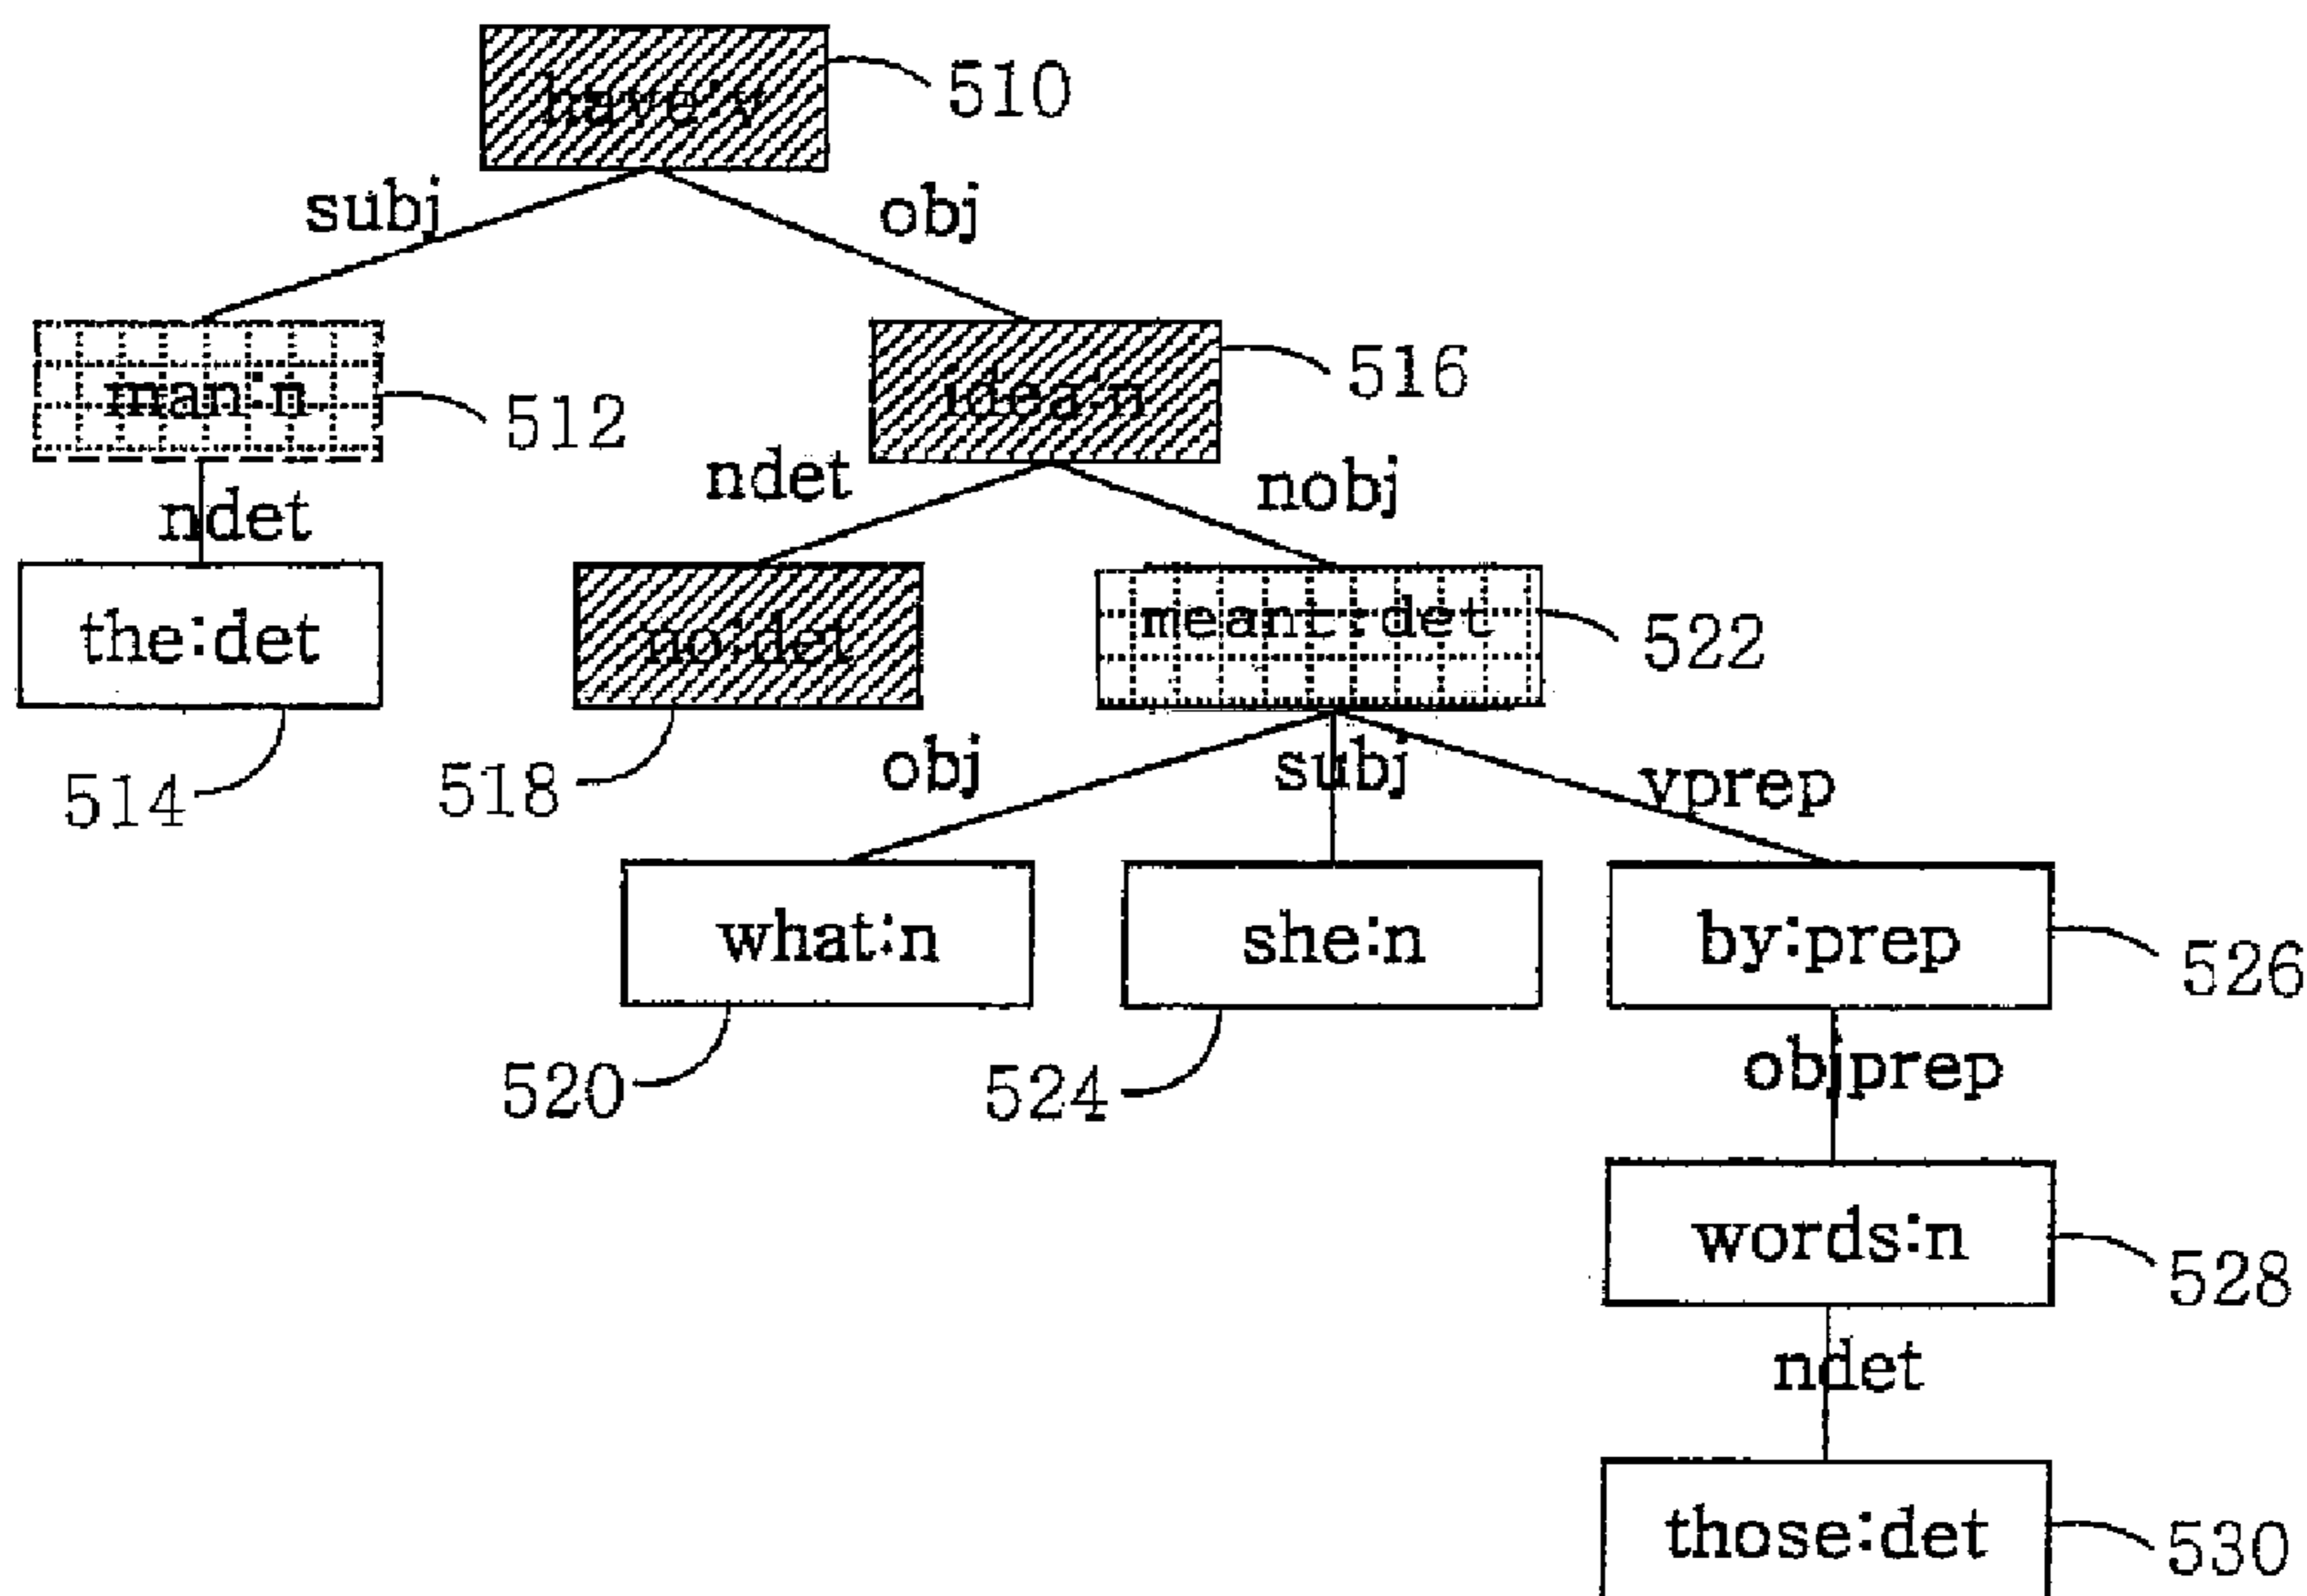 have:v 510
subj obj
man:n 512 idea:n 516
ndet ndet nobj
the:det no:det meant:det 522
514 518 obj subj vprep
what:n she:n by:prep 526
520 524 objprep
words:n 528
ndet
those:det 530